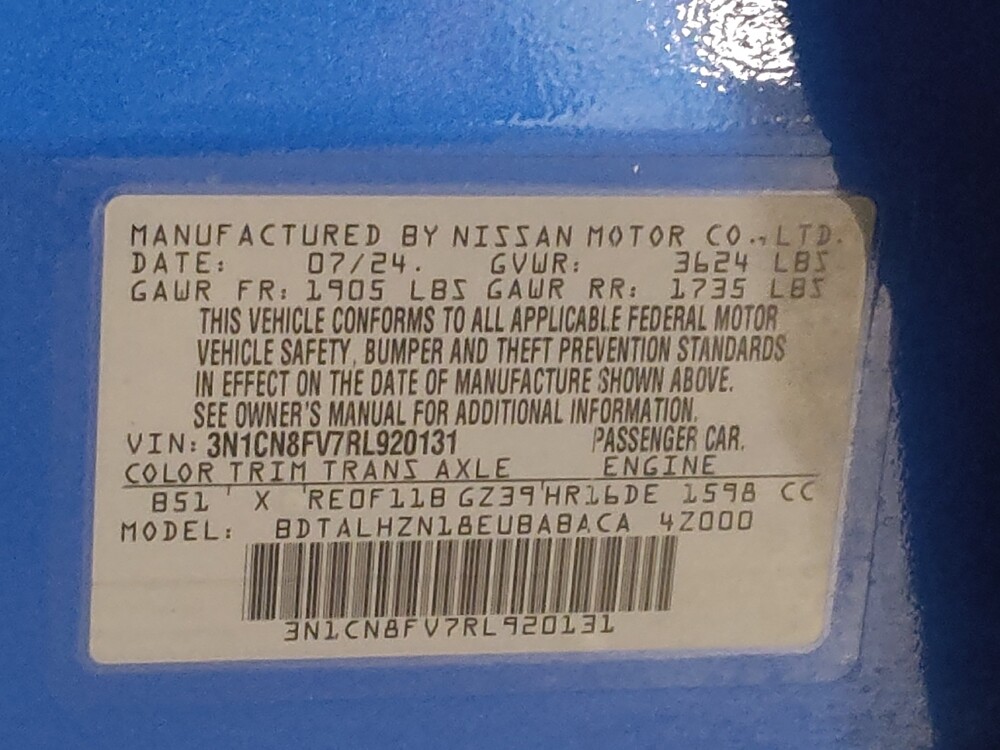 MANUFACTURED BY NISSAN MOTOR CO., LTD.
DATE: 07/24. GVWR: 3624 LBS
GAWR FR: 1905 LBS GAWR RR: 1735 LBS
THIS VEHICLE CONFORMS TO ALL APPLICABLE FEDERAL MOTOR
VEHICLE SAFETY, BUMPER AND THEFT PREVENTION STANDARDS
IN EFFECT ON THE DATE OF MANUFACTURE SHOWN ABOVE.
SEE OWNER'S MANUAL FOR ADDITIONAL INFORMATION.
VIN: 3N1CN8FV7RL920131 PASSENGER CAR.
COLOR TRIM TRANS AXLE ENGINE
B51 ' X 'RE0F11B GZ39'HR16DE 1598 CC
MODEL: BDTALHZN18EUBABACA 4Z000
3N1CN8FV7RL920131